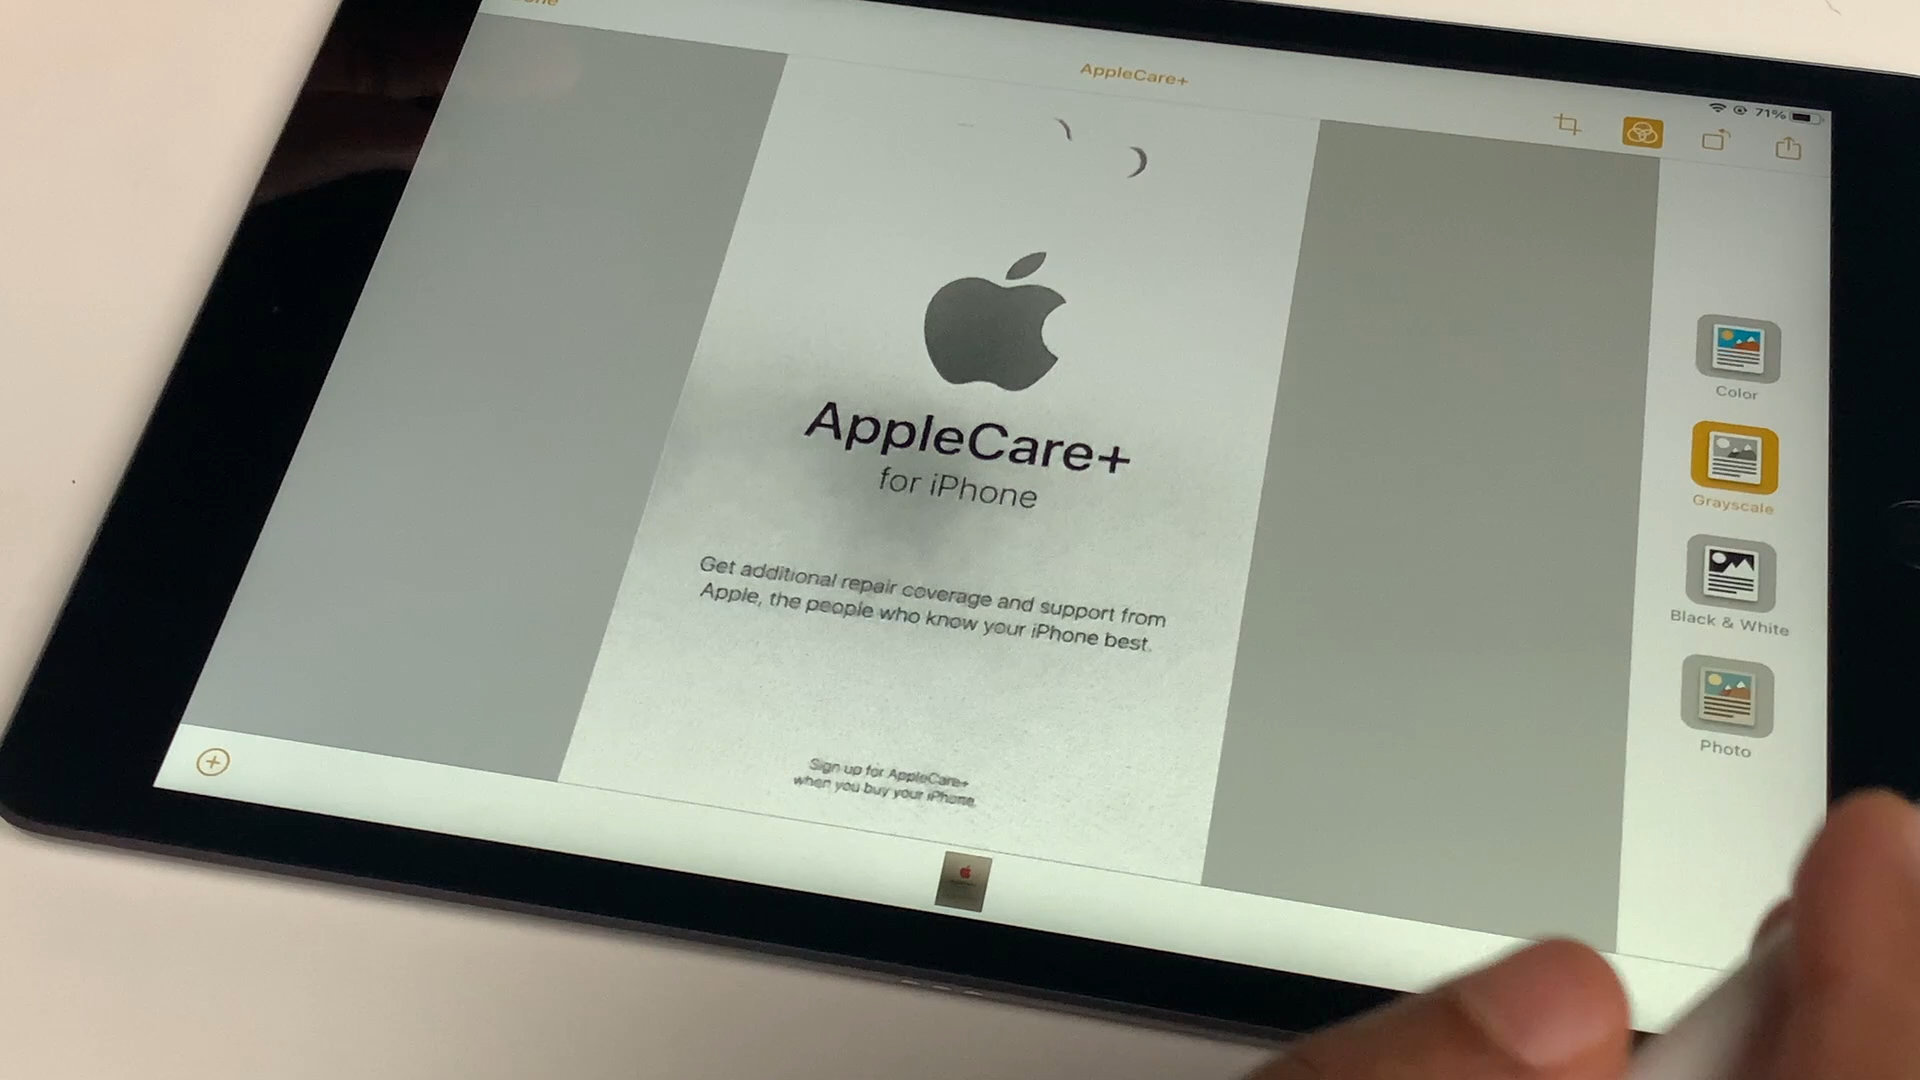 AppleCare+
71%
AppleCare+
for iPhone
Get additional repair coverage and support from
Apple, the people who know your iPhone best.
Sign up for AppleCare+
when you buy your iPhone.
Color
Grayscale
Black & White
Photo